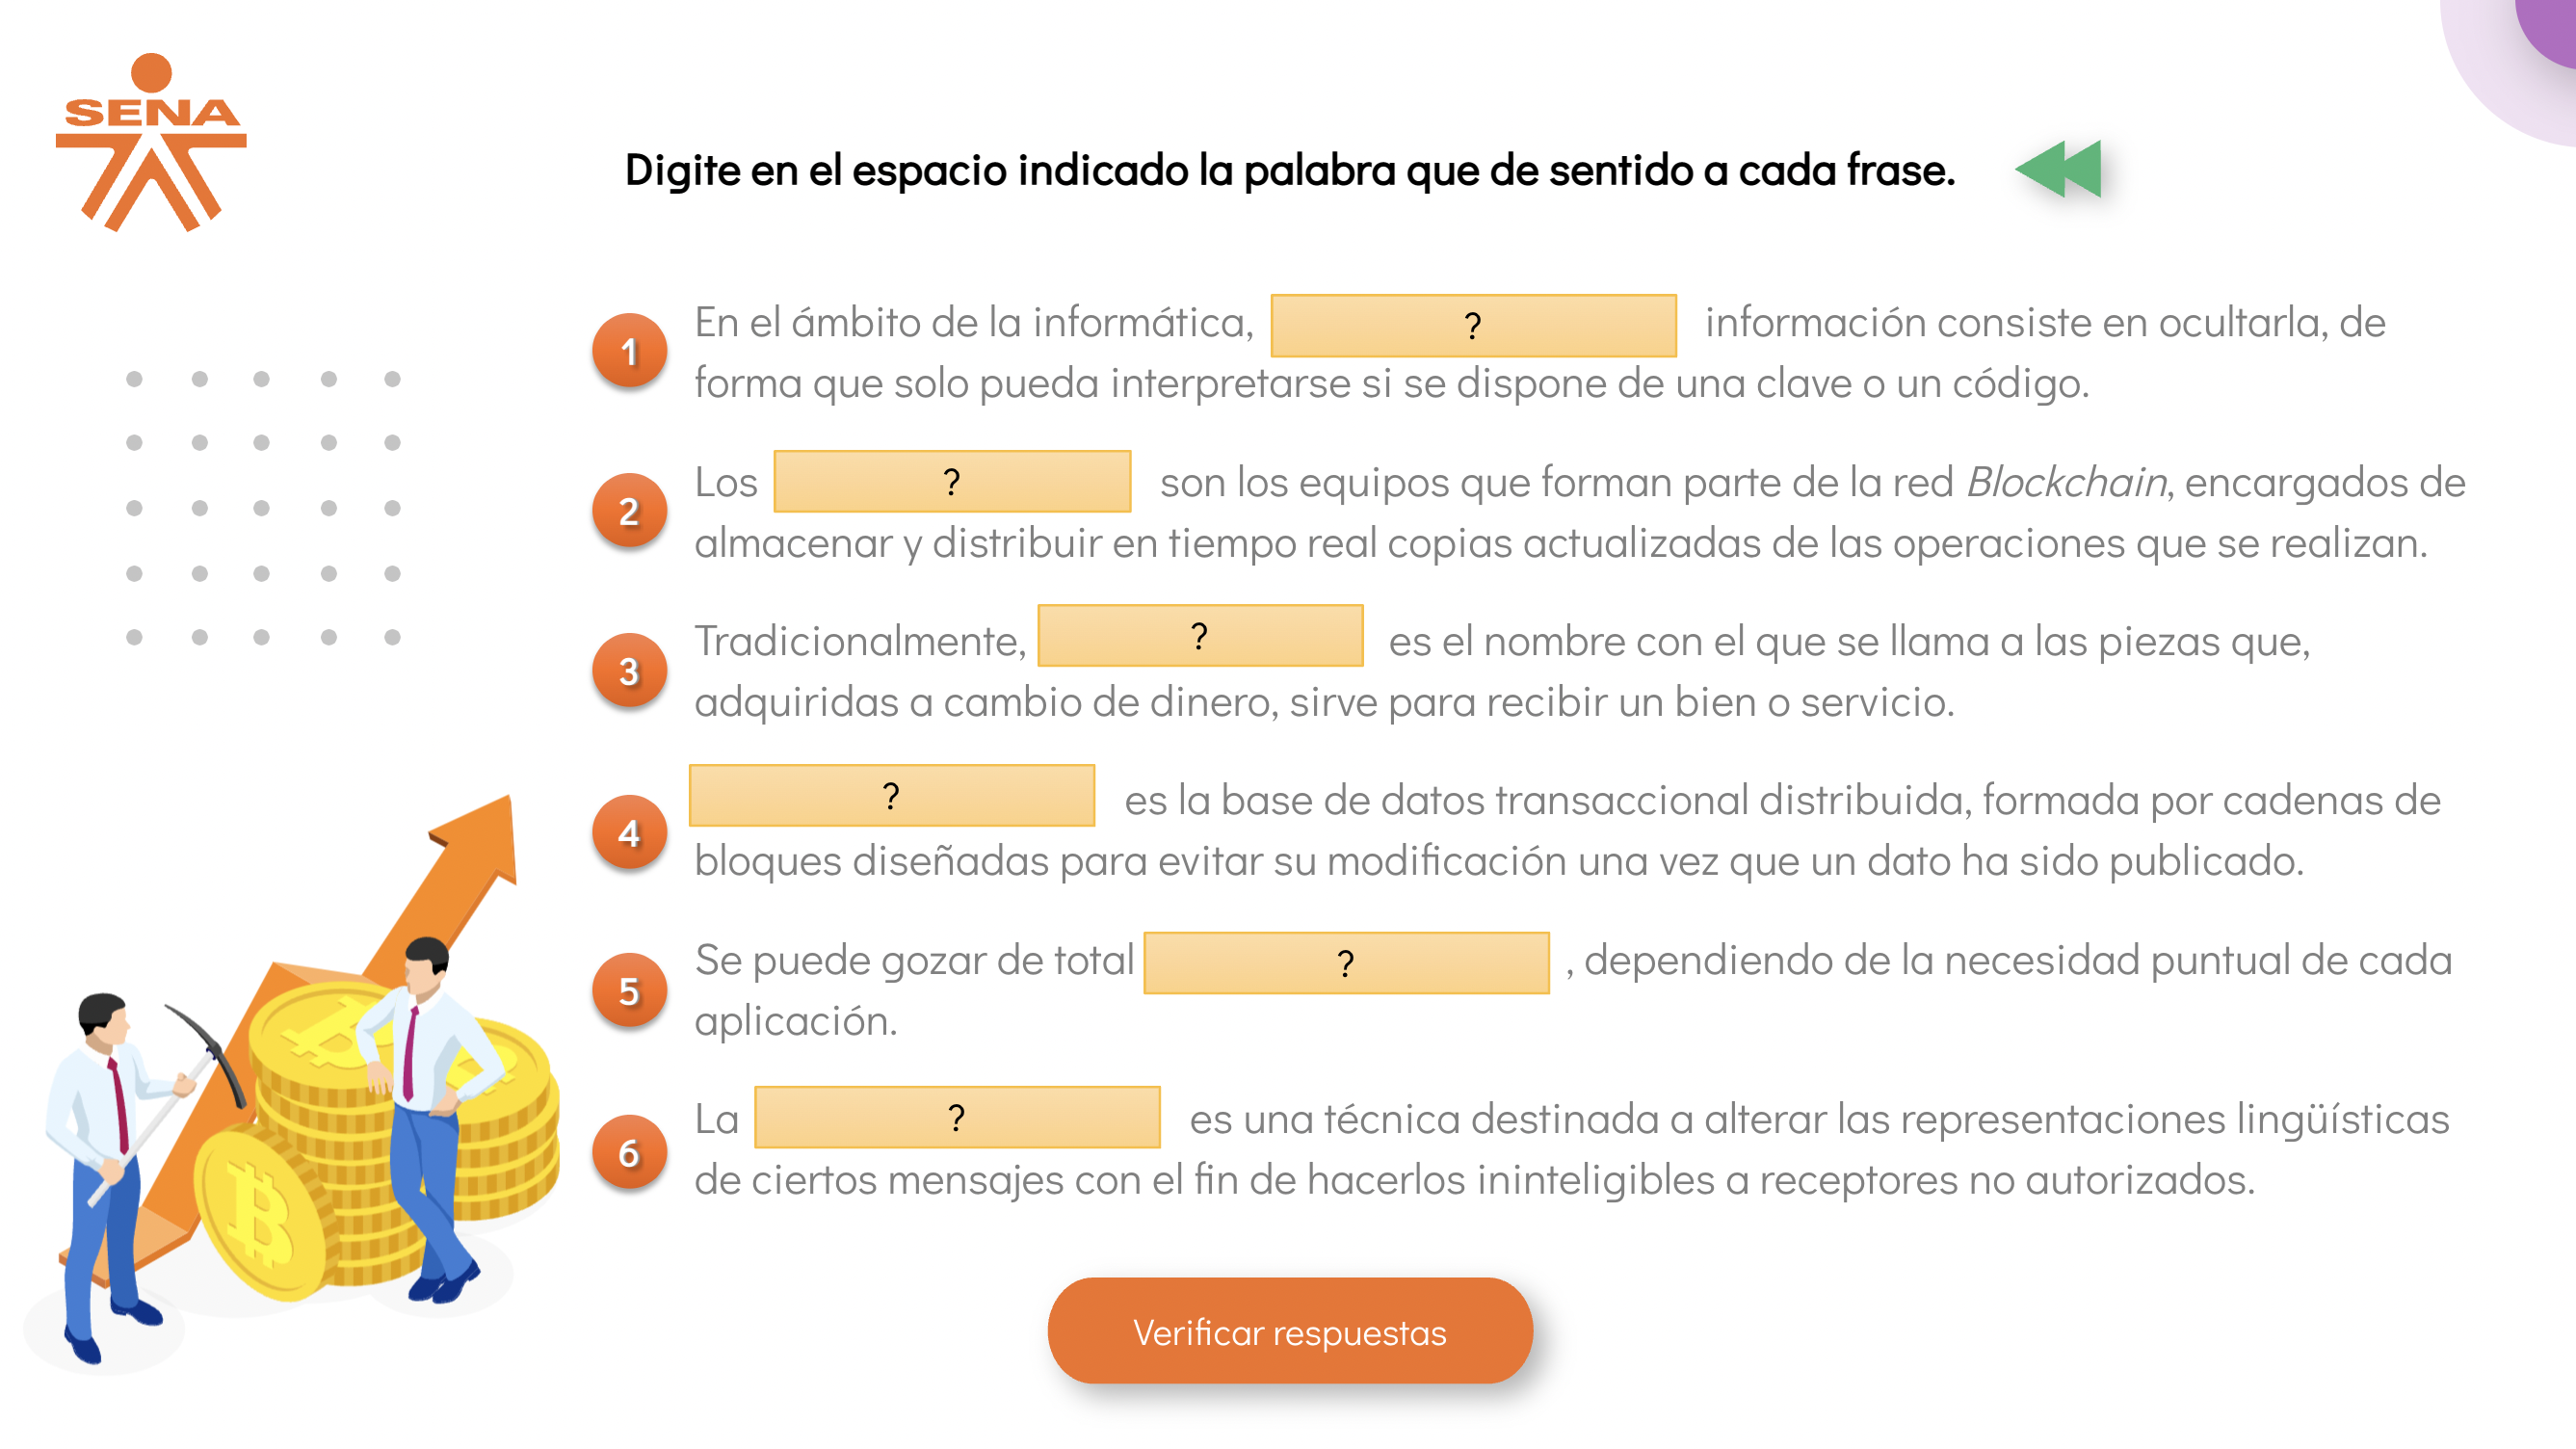 SENA
Digite en el espacio indicado la palabra que de sentido a cada frase.
1 En el ámbito de la informática, ? información consiste en ocultarla, de
forma que solo pueda interpretarse si se dispone de una clave o un código.
2 Los ? son los equipos que forman parte de la red Blockchain, encargados de
almacenar y distribuir en tiempo real copias actualizadas de las operaciones que se realizan.
3 Tradicionalmente, ? es el nombre con el que se llama a las piezas que,
adquiridas a cambio de dinero, sirve para recibir un bien o servicio.
4 ? es la base de datos transaccional distribuida, formada por cadenas de
bloques diseñadas para evitar su modificación una vez que un dato ha sido publicado.
5 Se puede gozar de total ? , dependiendo de la necesidad puntual de cada
aplicación.
6 La ? es una técnica destinada a alterar las representaciones lingüísticas
de ciertos mensajes con el fin de hacerlos ininteligibles a receptores no autorizados.
Verificar respuestas